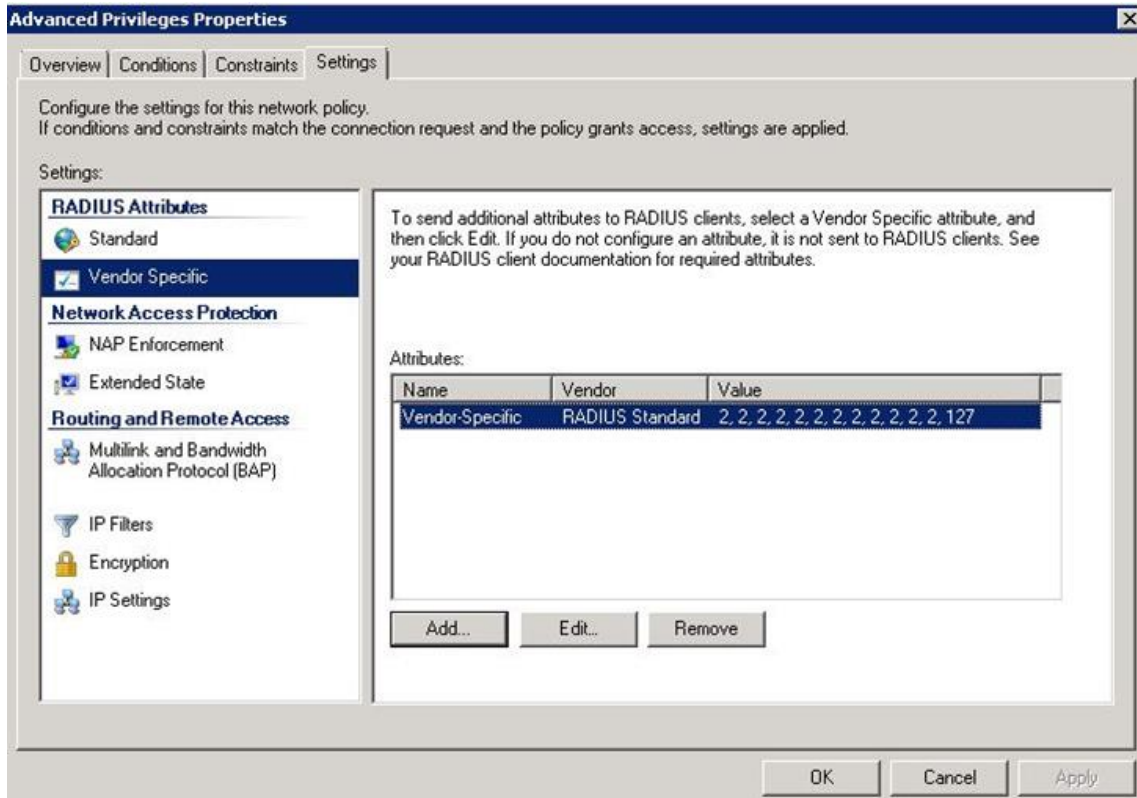 Advanced Privileges Properties
Overview
Conditions
Constraints
Settings
Configure the settings for this network policy.
If conditions and constraints match the connection request and the policy grants access, settings are applied.
Settings:
RADIUS Attributes
Standard
Vendor Specific
Network Access Protection
NAP Enforcement
Extended State
Routing and Remote Access
Multilink and Bandwidth
Allocation Protocol (BAP)
IP Filters
Encryption
IP Settings
To send additional attributes to RADIUS clients, select a Vendor Specific attribute, and
then click Edit. If you do not configure an attribute, it is not sent to RADIUS clients. See
your RADIUS client documentation for required attributes.
Attributes:
Name Vendor Value
Vendor-Specific RADIUS Standard 2, 2, 2, 2, 2, 2, 2, 2, 2, 2, 2, 2, 127
Add...
Edit...
Remove
OK
Cancel
Apply